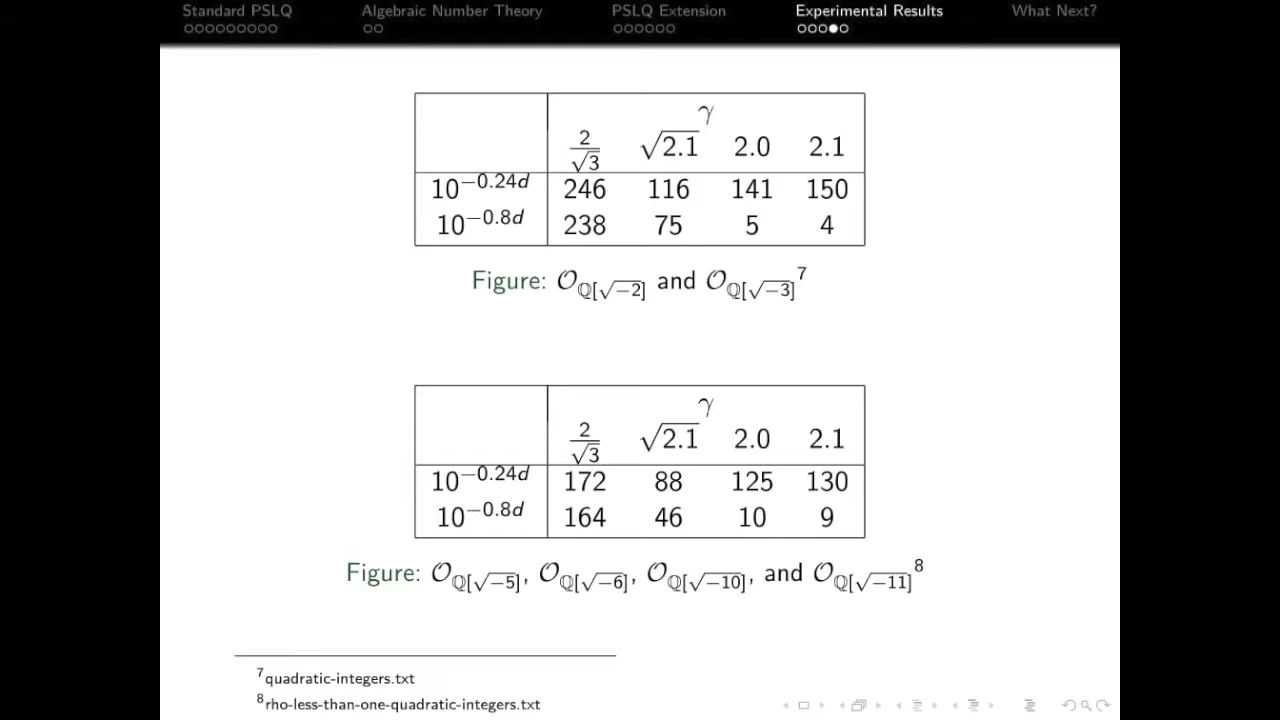 Standard PSLQ Algebraic Number Theory PSLQ Extension Experimental Results What Next?
γ
2/√3 √2.1 2.0 2.1
10^−0.24d 246 116 141 150
10^−0.8d 238 75 5 4
Figure: 𝒪_ℚ[√−2] and 𝒪_ℚ[√−3]^7
γ
2/√3 √2.1 2.0 2.1
10^−0.24d 172 88 125 130
10^−0.8d 164 46 10 9
Figure: 𝒪_ℚ[√−5], 𝒪_ℚ[√−6], 𝒪_ℚ[√−10], and 𝒪_ℚ[√−11]^8
7 quadratic-integers.txt
8 rho-less-than-one-quadratic-integers.txt